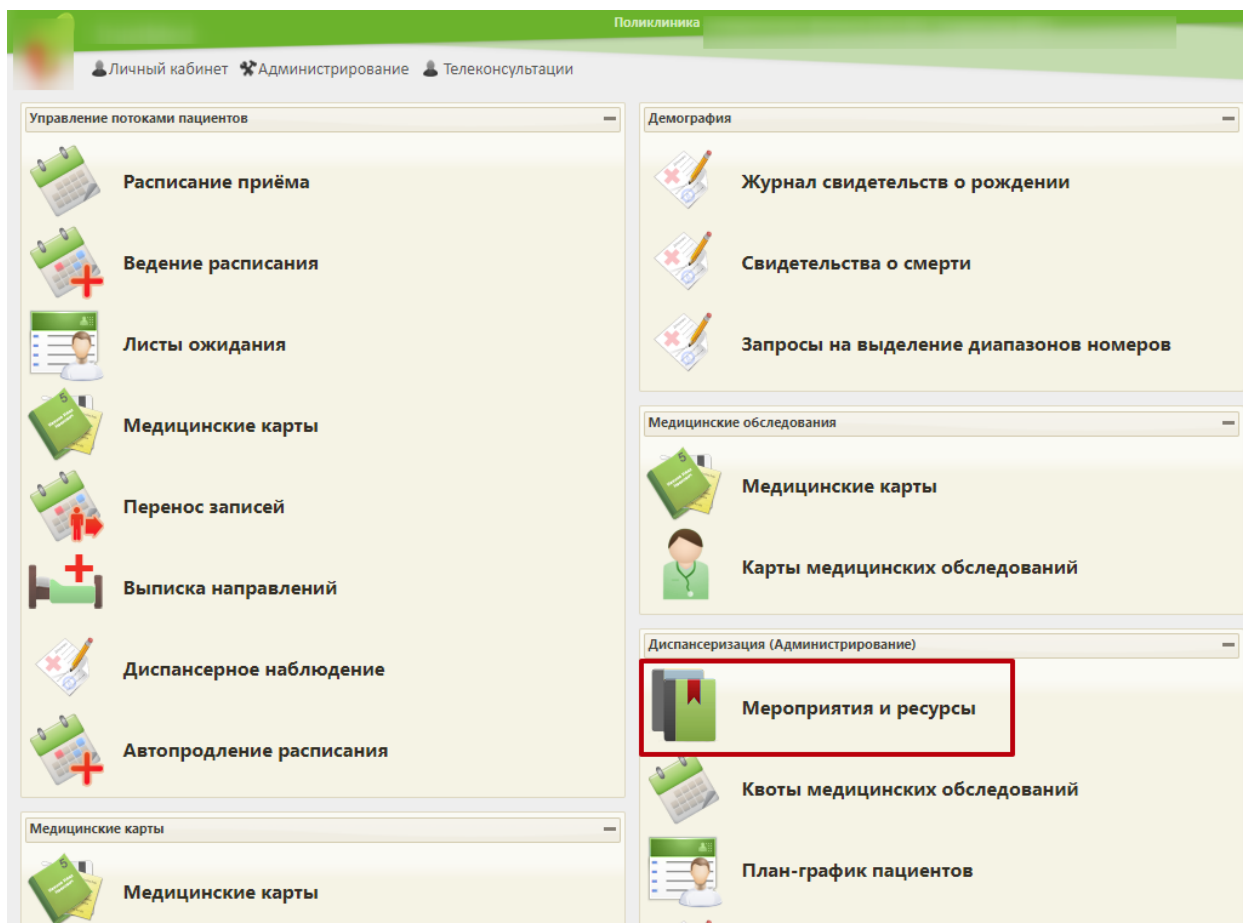 Поликлиника
Личный кабинет Администрирование Телеконсультации
Управление потоками пациентов
Расписание приёма
Ведение расписания
Листы ожидания
Медицинские карты
Перенос записей
Выписка направлений
Диспансерное наблюдение
Автопродление расписания
Медицинские карты
Медицинские карты
Демография
Журнал свидетельств о рождении
Свидетельства о смерти
Запросы на выделение диапазонов номеров
Медицинские обследования
Медицинские карты
Карты медицинских обследований
Диспансеризация (Администрирование)
Мероприятия и ресурсы
Квоты медицинских обследований
План-график пациентов